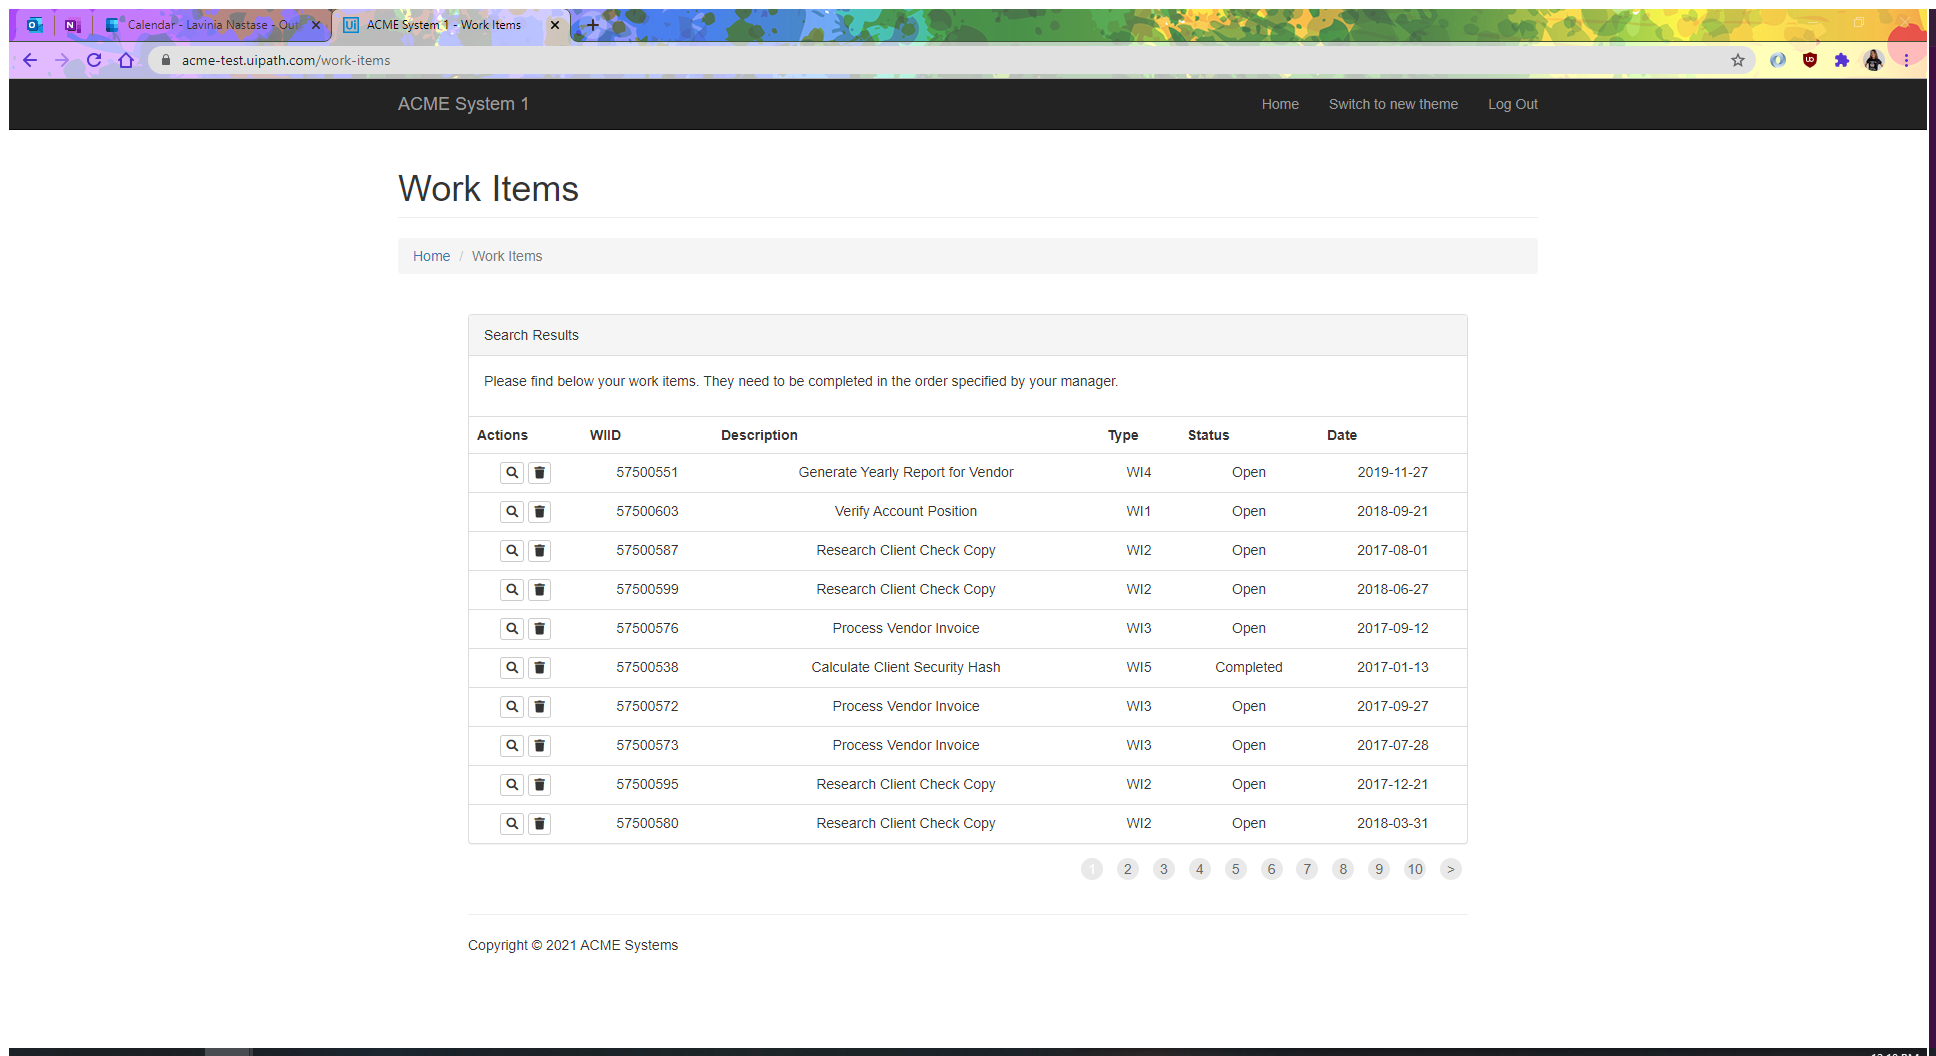 Calendar - Lavinia Nastase - Out
ACME System 1 - Work Items
acme-test.uipath.com/work-items
ACME System 1
Home
Switch to new theme
Log Out
Work Items
Home / Work Items
Search Results
Please find below your work items. They need to be completed in the order specified by your manager.
Actions WIID Description Type Status Date
57500551 Generate Yearly Report for Vendor WI4 Open 2019-11-27
57500603 Verify Account Position WI1 Open 2018-09-21
57500587 Research Client Check Copy WI2 Open 2017-08-01
57500599 Research Client Check Copy WI2 Open 2018-06-27
57500576 Process Vendor Invoice WI3 Open 2017-09-12
57500538 Calculate Client Security Hash WI5 Completed 2017-01-13
57500572 Process Vendor Invoice WI3 Open 2017-09-27
57500573 Process Vendor Invoice WI3 Open 2017-07-28
57500595 Research Client Check Copy WI2 Open 2017-12-21
57500580 Research Client Check Copy WI2 Open 2018-03-31
1 2 3 4 5 6 7 8 9 10 >
Copyright © 2021 ACME Systems